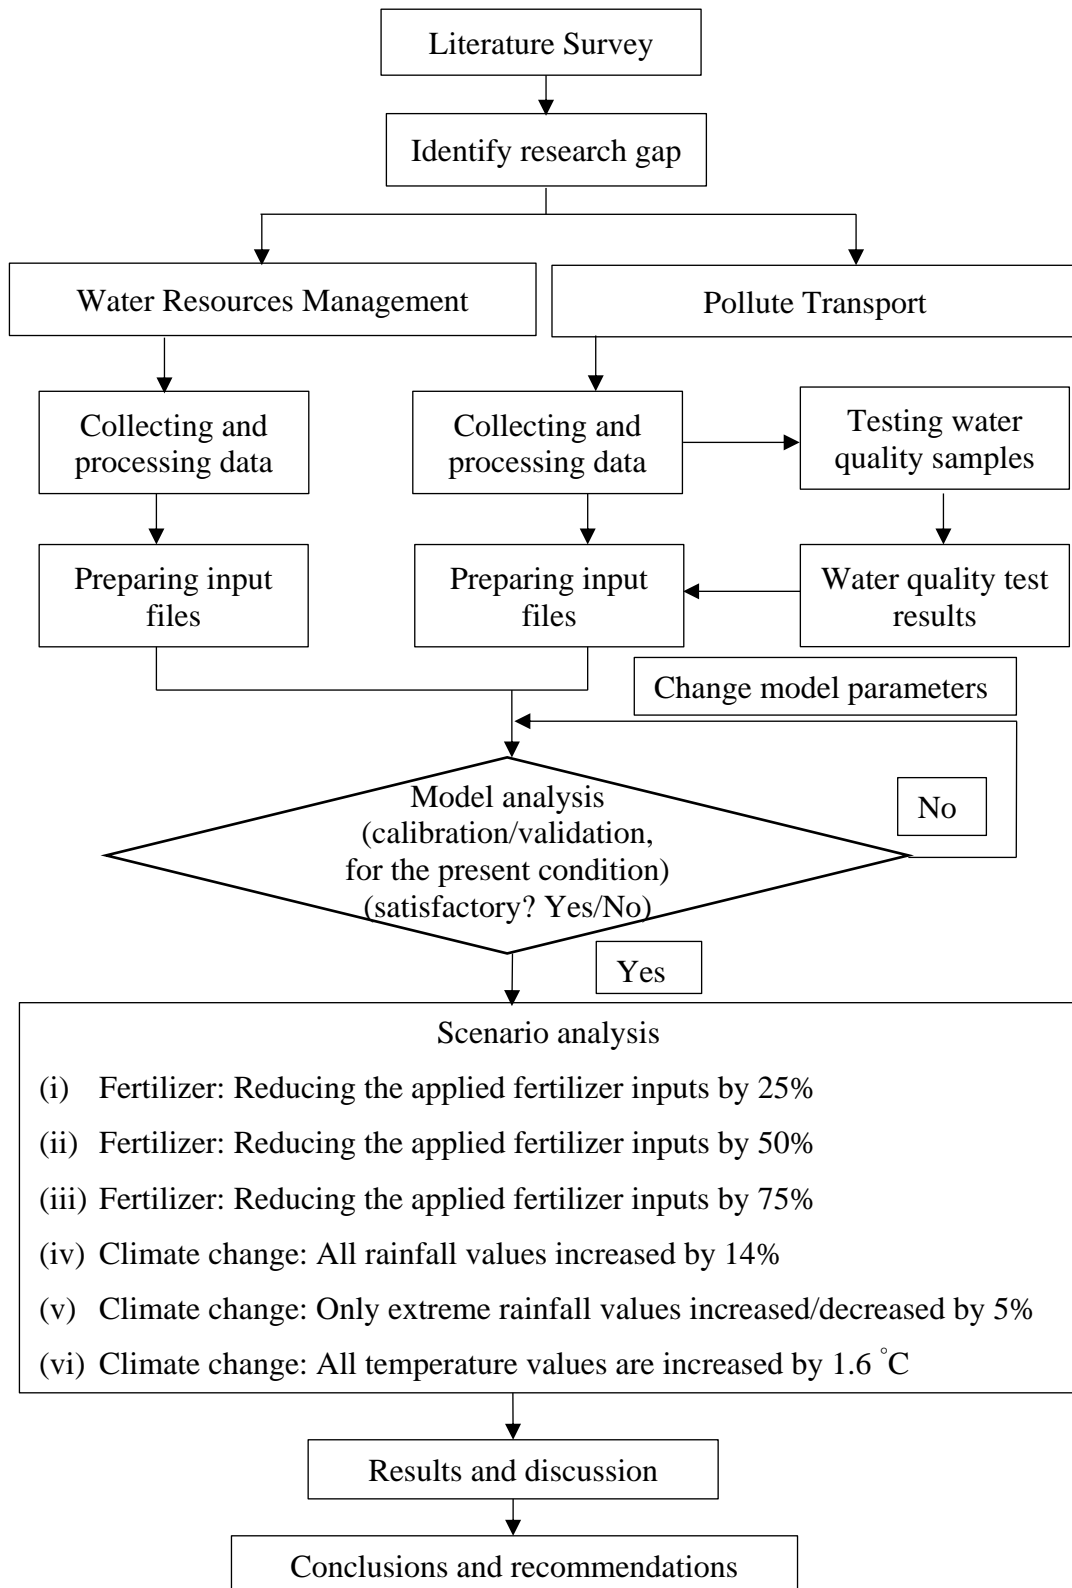 Literature Survey
Identify research gap
Water Resources Management
Pollute Transport
Collecting and
processing data
Collecting and
processing data
Testing water
quality samples
Preparing input
files
Preparing input
files
Water quality test
results
Change model parameters
Model analysis
(calibration/validation,
for the present condition)
(satisfactory? Yes/No)
No
Yes
Scenario analysis
(i) Fertilizer: Reducing the applied fertilizer inputs by 25%
(ii) Fertilizer: Reducing the applied fertilizer inputs by 50%
(iii) Fertilizer: Reducing the applied fertilizer inputs by 75%
(iv) Climate change: All rainfall values increased by 14%
(v) Climate change: Only extreme rainfall values increased/decreased by 5%
(vi) Climate change: All temperature values are increased by 1.6 °C
Results and discussion
Conclusions and recommendations